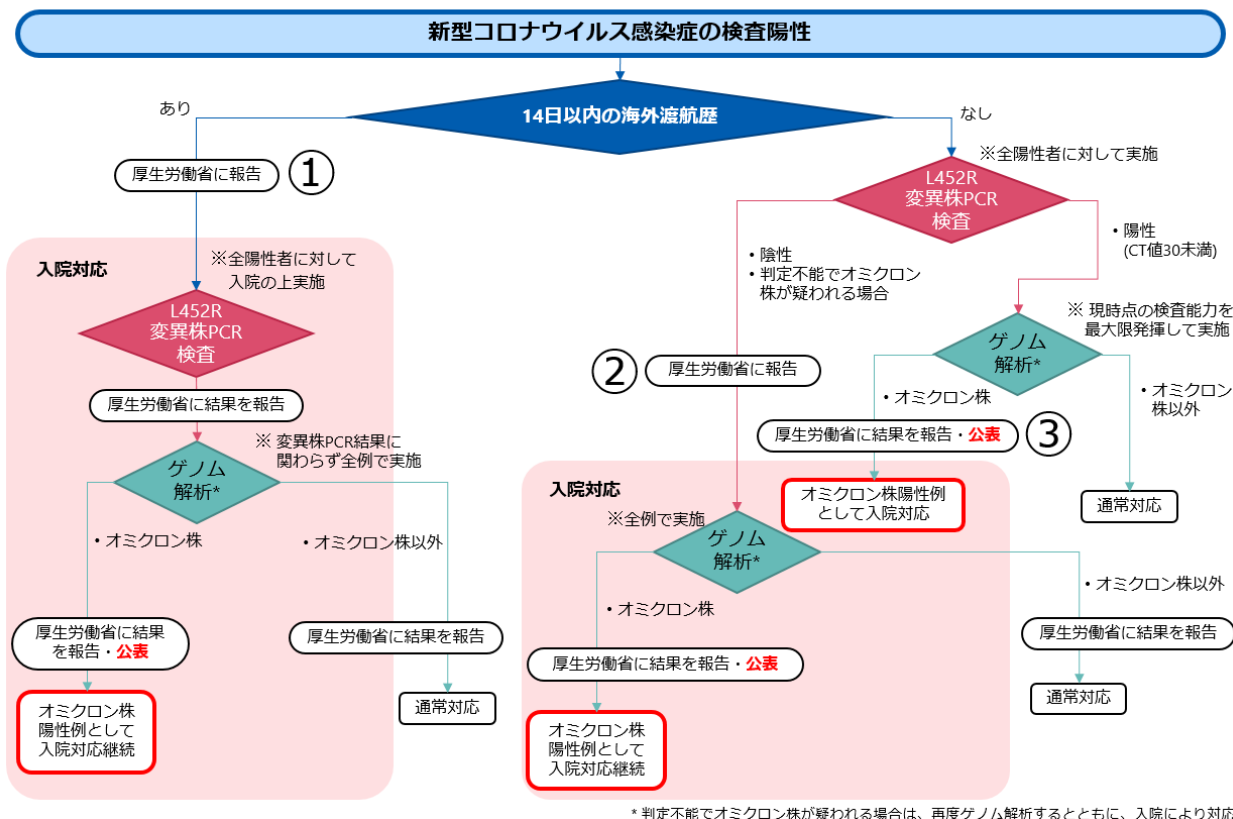 新型コロナウイルス感染症の検査陽性
14日以内の海外渡航歴
あり
なし
厚生労働省に報告
①
※全陽性者に対して実施
L452R
変異株PCR
検査
入院対応
※全陽性者に対して
入院の上実施
L452R
変異株PCR
検査
・陰性
・判定不能でオミクロン
株が疑われる場合
・陽性
(CT値30未満)
※ 現時点の検査能力を
最大限発揮して実施
ゲノム
解析*
②
厚生労働省に報告
厚生労働省に結果を報告
・オミクロン株
・オミクロン
株以外
厚生労働省に結果を報告・公表
③
※ 変異株PCR結果に
関わらず全例で実施
ゲノム
解析*
入院対応
オミクロン株陽性例
として入院対応
通常対応
※全例で実施
ゲノム
解析*
・オミクロン株
・オミクロン株以外
・オミクロン株
・オミクロン株以外
厚生労働省に結果
を報告・公表
厚生労働省に結果を報告
厚生労働省に結果を報告・公表
厚生労働省に結果を報告
オミクロン株
陽性例として
入院対応継続
通常対応
オミクロン株
陽性例として
入院対応継続
通常対応
* 判定不能でオミクロン株が疑われる場合は、再度ゲノム解析するとともに、入院により対応